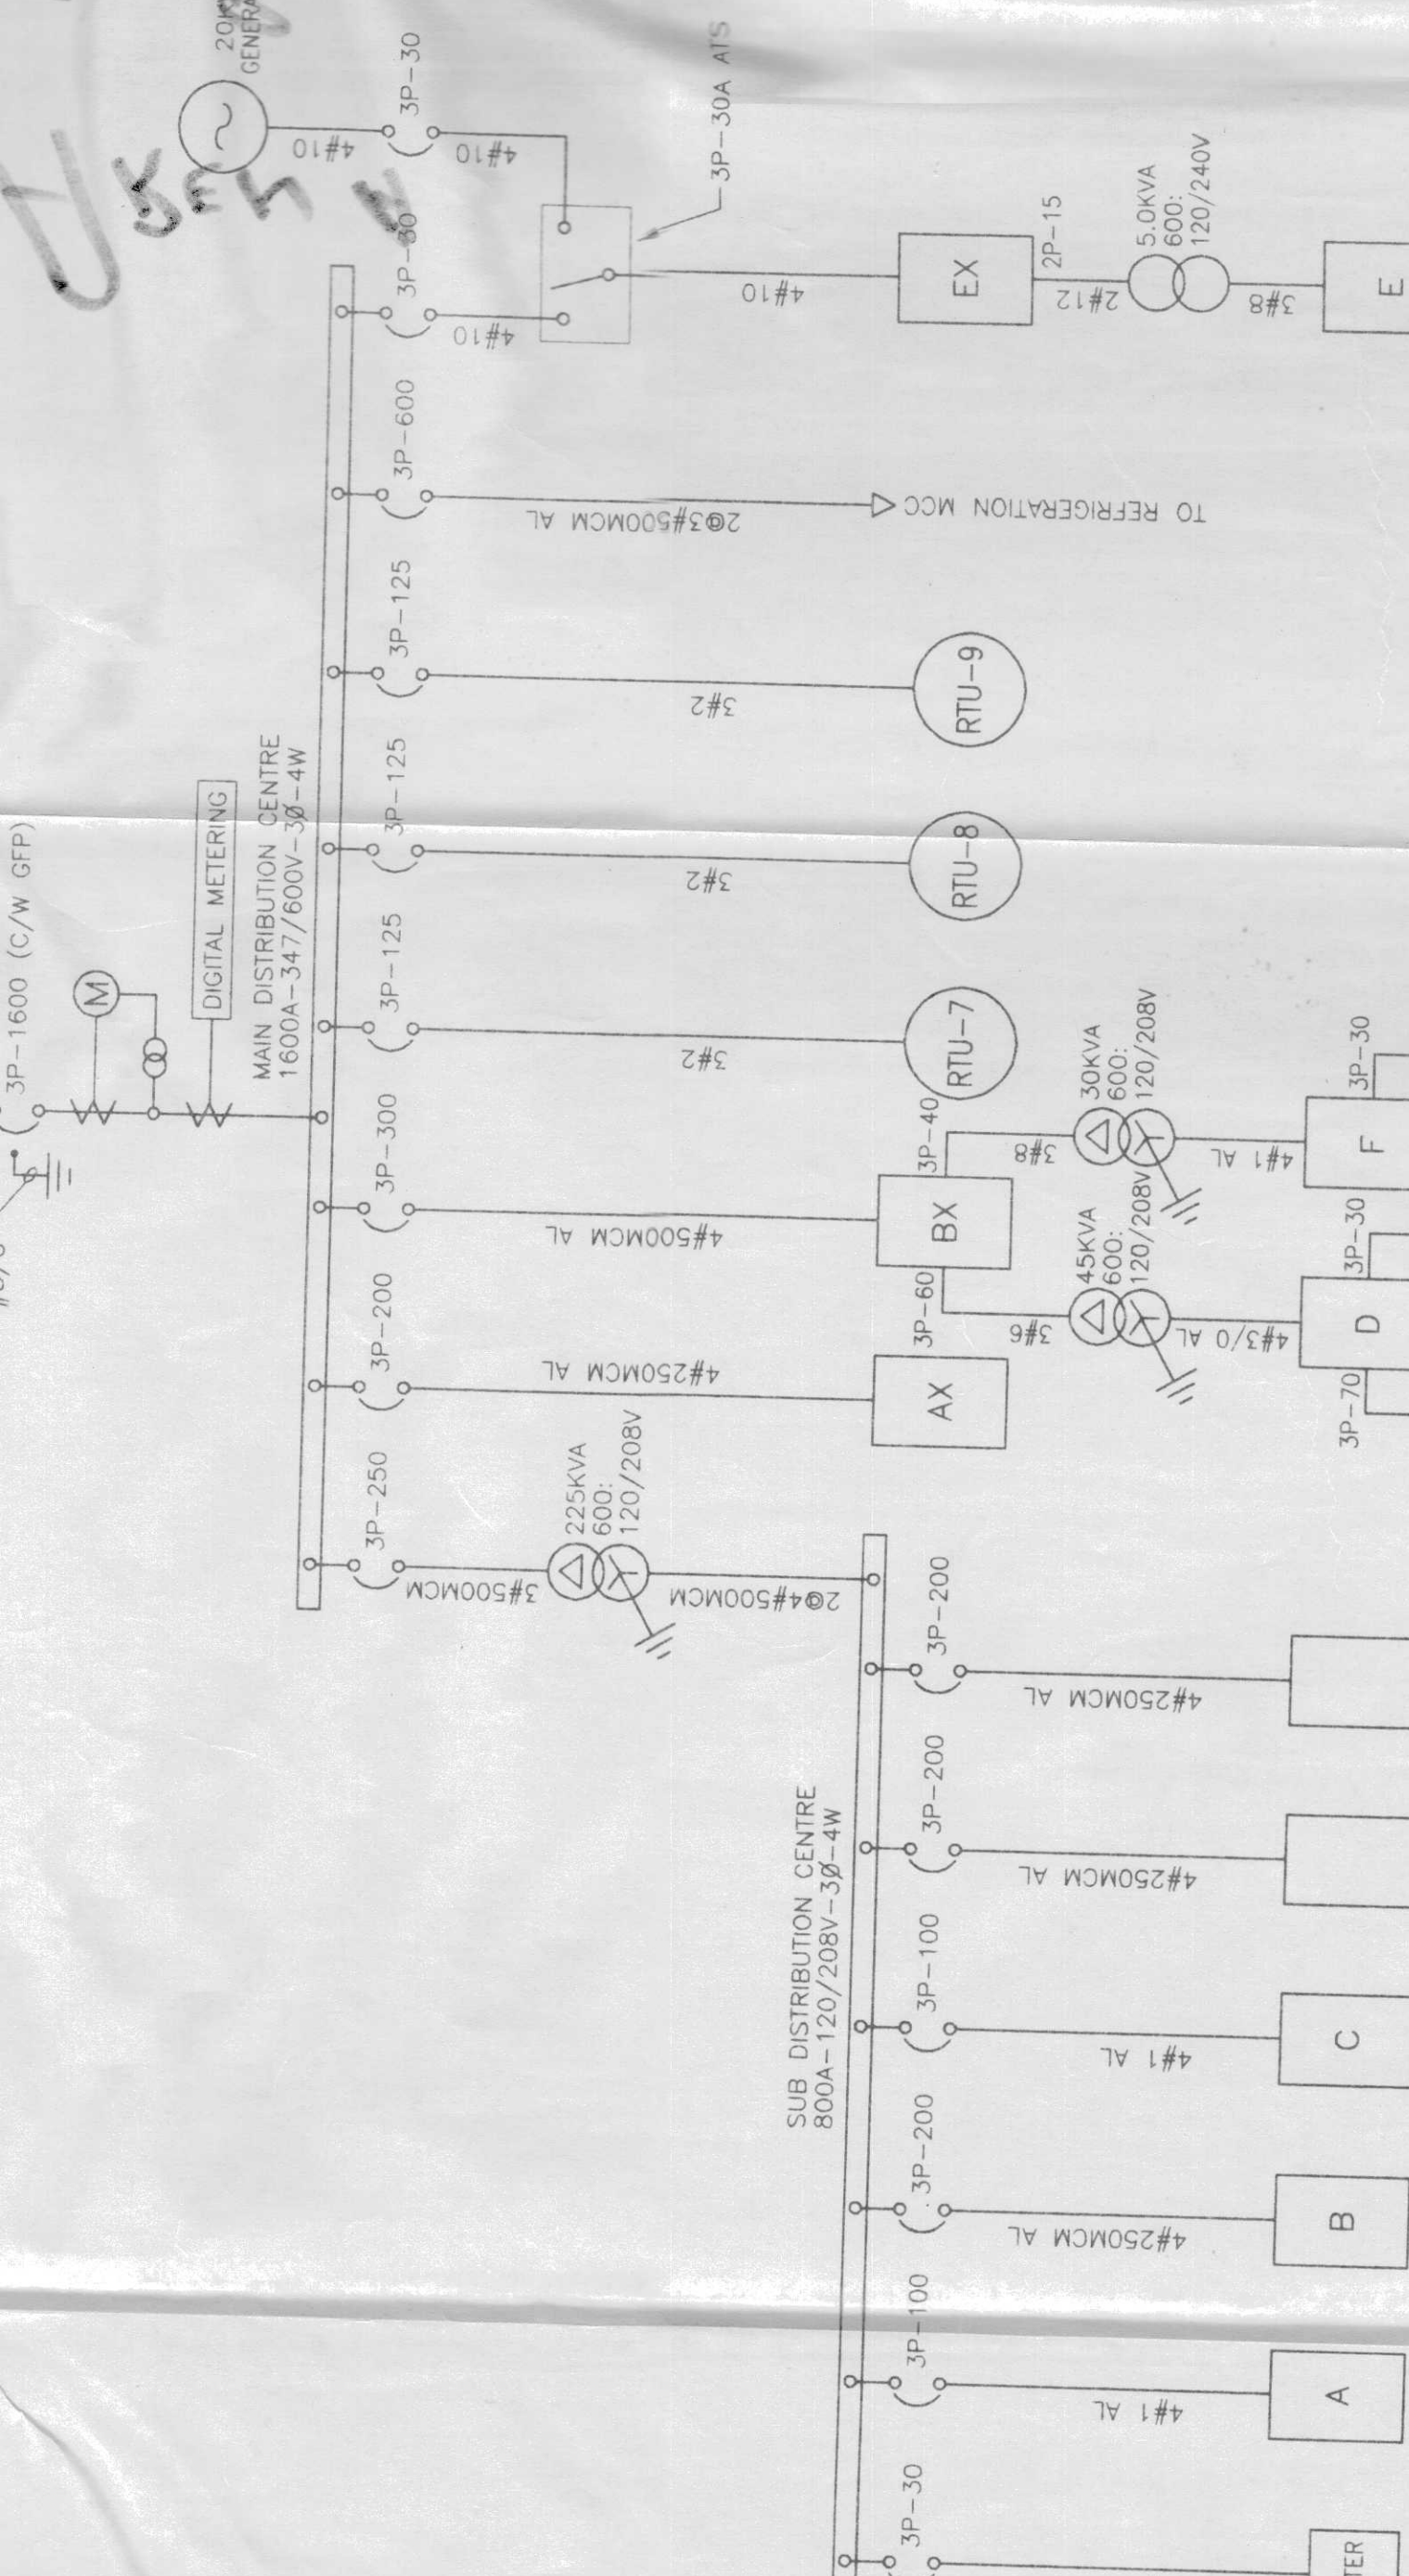 3P-1600 (C/W GFP)
M
DIGITAL METERING
MAIN DISTRIBUTION CENTRE
1600A-347/600V-3Ø-4W
4#10
3P-30
4#10
3P-30A ATS
3P-250
3#500MCM
225KVA
600:
120/208V
2@4#500MCM
3P-200
4#250MCM AL
AX
3P-300
4#500MCM AL
BX
3P-60
3#6
45KVA
600:
120/208V
4#3/0 AL
D
3P-70
3P-30
3P-40
3#8
30KVA
600:
120/208V
4#1 AL
F
3P-30
3P-125
3#2
RTU-7
3P-125
3#2
RTU-8
3P-125
3#2
RTU-9
3P-600
2@3#500MCM AL
TO REFRIGERATION MCC
3P-30
4#10
4#10
EX
2P-15
2#12
5.0KVA
600:
120/240V
3#8
E
SUB DISTRIBUTION CENTRE
800A-120/208V-3Ø-4W
3P-30
3P-100
4#1 AL
A
3P-200
4#250MCM AL
B
3P-100
4#1 AL
C
3P-200
4#250MCM AL
3P-200
4#250MCM AL